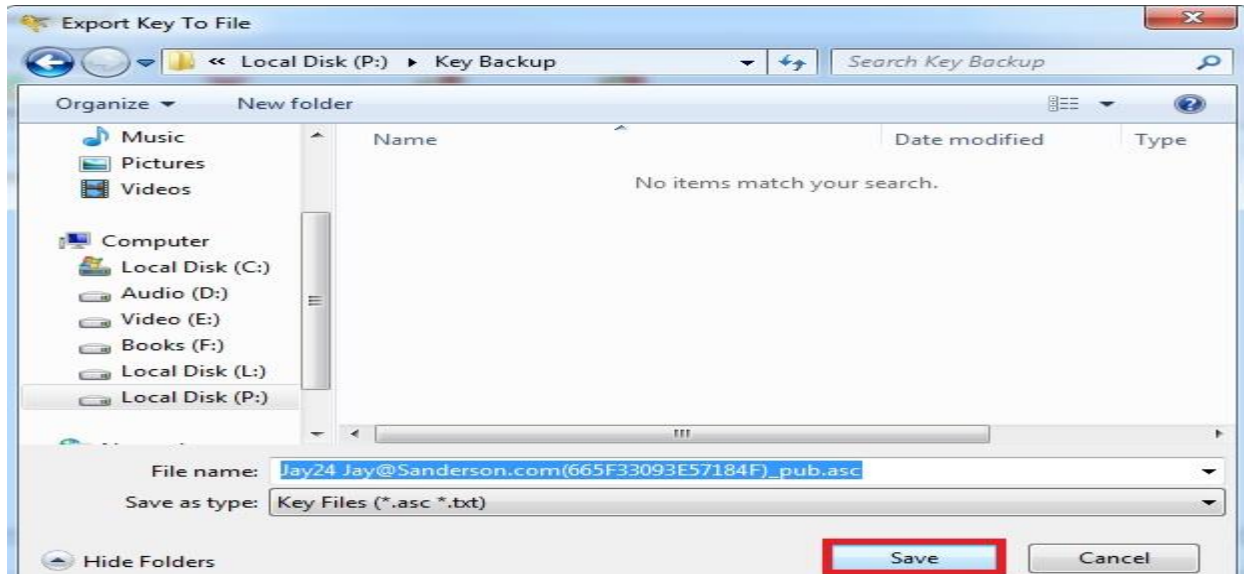 Export Key To File
« Local Disk (P:) ▸ Key Backup Search Key Backup
Organize New folder
Name Date modified Type
No items match your search.
Music
Pictures
Videos
Computer
Local Disk (C:)
Audio (D:)
Video (E:)
Books (F:)
Local Disk (L:)
Local Disk (P:)
File name: Jay24 Jay@Sanderson.com(665F33093E57184F)_pub.asc
Save as type: Key Files (*.asc *.txt)
Hide Folders Save Cancel